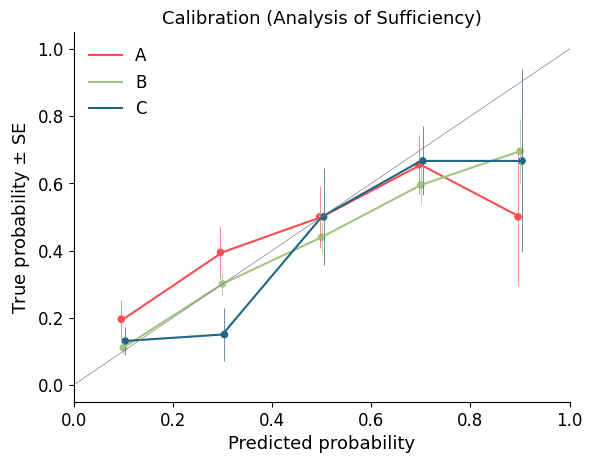 Calibration (Analysis of Sufficiency)
A
B
C
True probability ± SE
1.0
0.8
0.6
0.4
0.2
0.0
0.0 0.2 0.4 0.6 0.8 1.0
Predicted probability